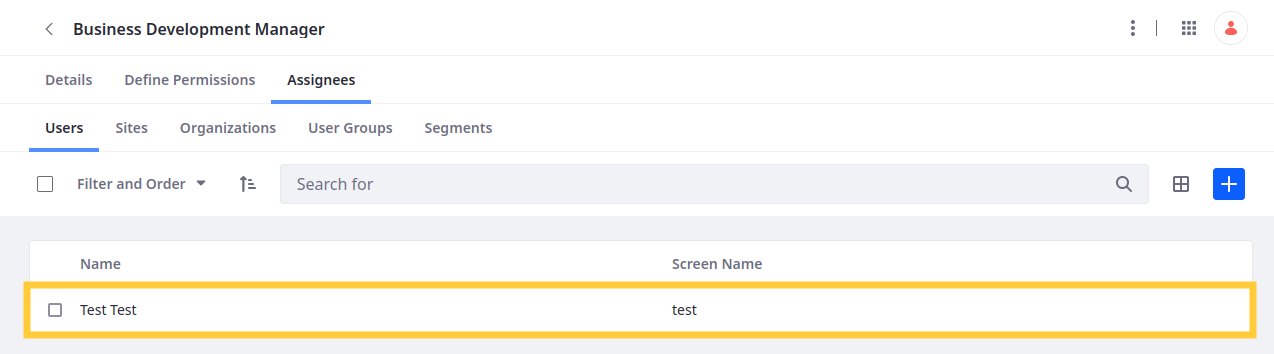 Business Development Manager
Details Define Permissions Assignees
Users Sites Organizations User Groups Segments
Filter and Order Search for
Name Screen Name
Test Test test